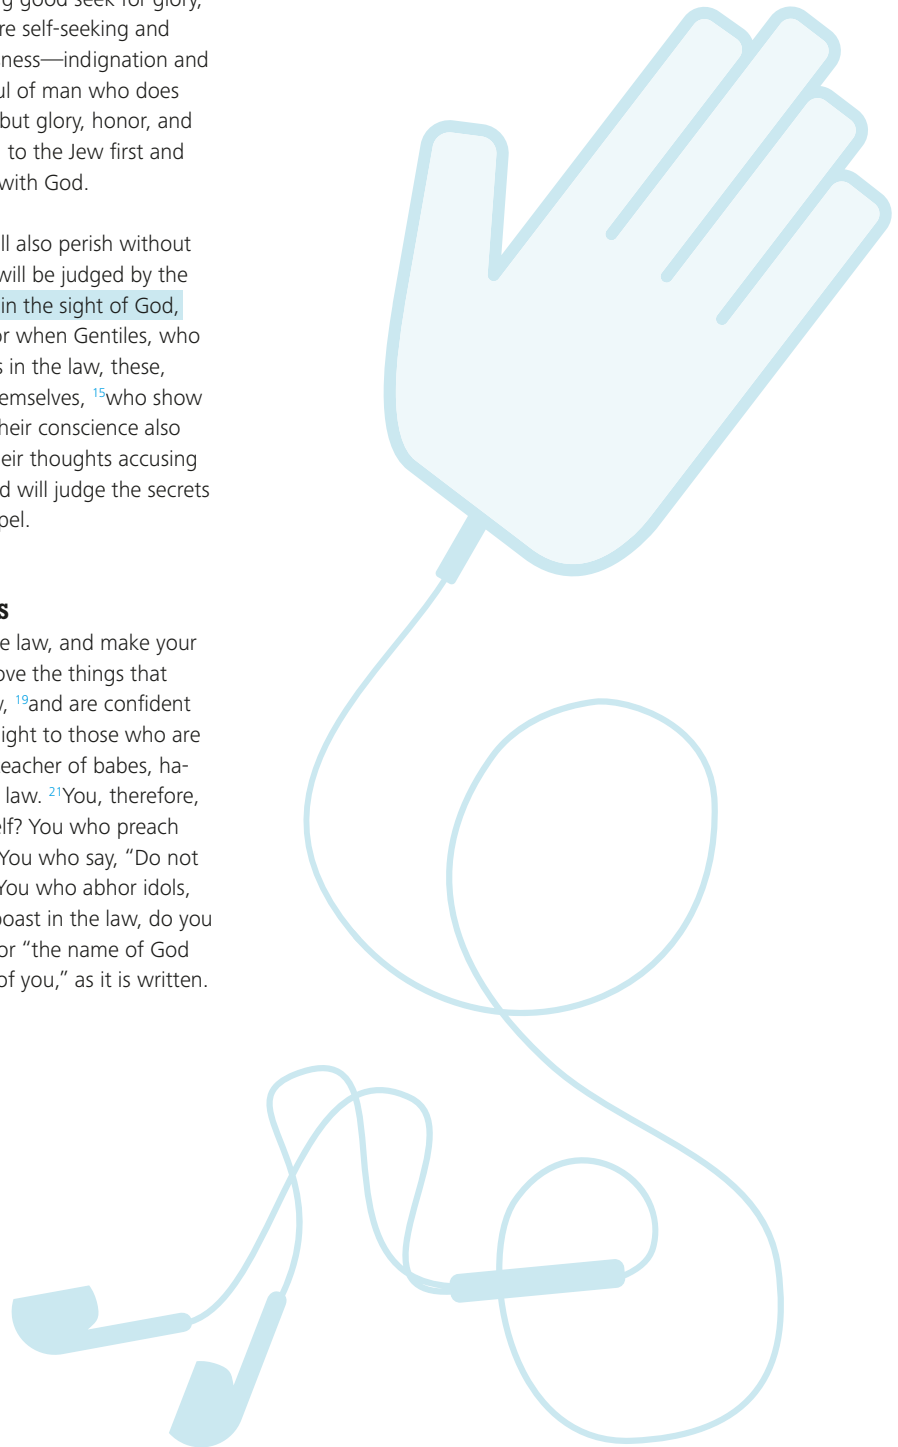 g good seek for glory,
re self-seeking and
ness—indignation and
ul of man who does
but glory, honor, and
, to the Jew first and
with God.
ll also perish without
will be judged by the
in the sight of God,
or when Gentiles, who
s in the law, these,
emselves, 15who show
heir conscience also
eir thoughts accusing
d will judge the secrets
pel.
s
e law, and make your
ove the things that
, 19and are confident
ight to those who are
eacher of babes, ha-
law. 21You, therefore,
elf? You who preach
You who say, “Do not
You who abhor idols,
boast in the law, do you
or “the name of God
of you,” as it is written.